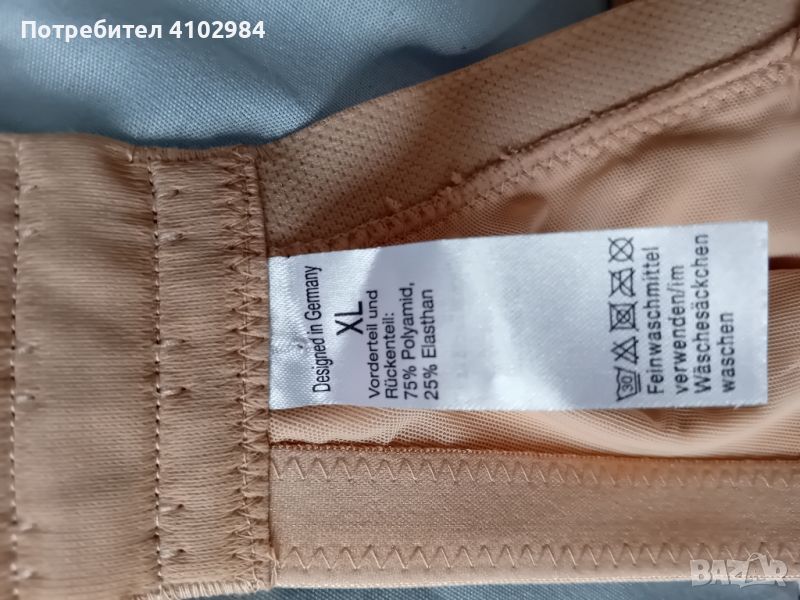 Потребител 4102984
Designed in Germany
XL
Vorderteil und
Rückenteil:
75% Polyamid,
25% Elasthan
30
Feinwaschmittel
verwenden/im
Wäschesäckchen
waschen
BAZAR